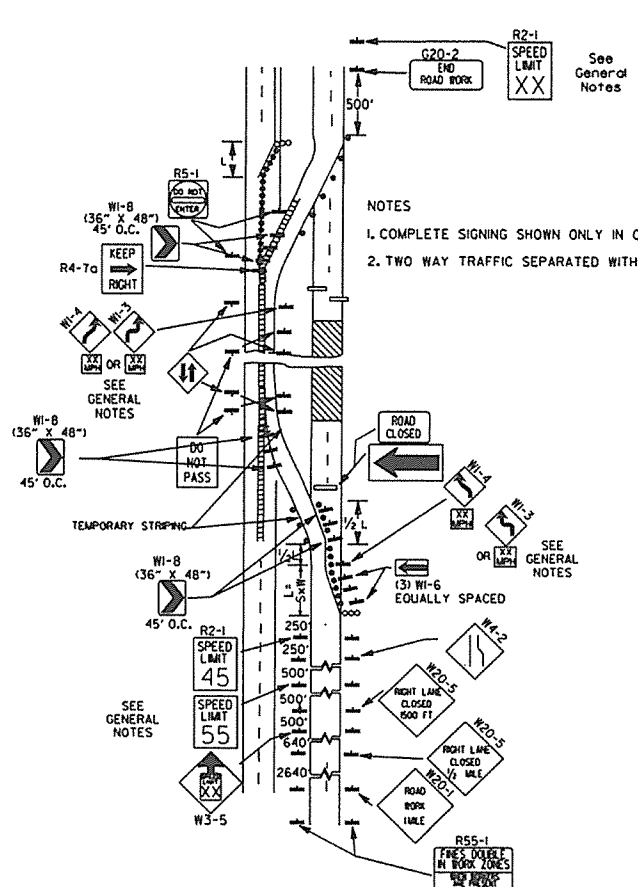 R2-1
SPEED
LIMIT
XX
See
General
Notes
G20-2
END
ROAD WORK
500'
L
R5-1
DO NOT
ENTER
W1-8
(36" X 48")
45' O.C.
KEEP
RIGHT
R4-7a
NOTES
1. COMPLETE SIGNING SHOWN ONLY IN
2. TWO WAY TRAFFIC SEPARATED WITH
W1-4
W1-3
XX
MPH
OR
XX
MPH
SEE
GENERAL
NOTES
W1-8
(36" X 48")
45' O.C.
DO
NOT
PASS
ROAD
CLOSED
TEMPORARY STRIPING
W1-4
XX
MPH
W1-3
OR
XX
MPH
SEE
GENERAL
NOTES
1/2 L
1/2 L
L=
SxW
W1-8
(36" X 48")
45' O.C.
(3) W1-6
EQUALLY SPACED
250'
250'
500'
500'
500'
640'
2640'
R2-1
SPEED
LIMIT
45
SPEED
LIMIT
55
SEE
GENERAL
NOTES
XX
W3-5
W4-2
W20-5
RIGHT LANE
CLOSED
1500 FT
W20-5
RIGHT LANE
CLOSED
1/2 MILE
W20-1
ROAD
WORK
1 MILE
R55-1
FINES DOUBLE
IN WORK ZONES
WHEN WORKERS
ARE PRESENT